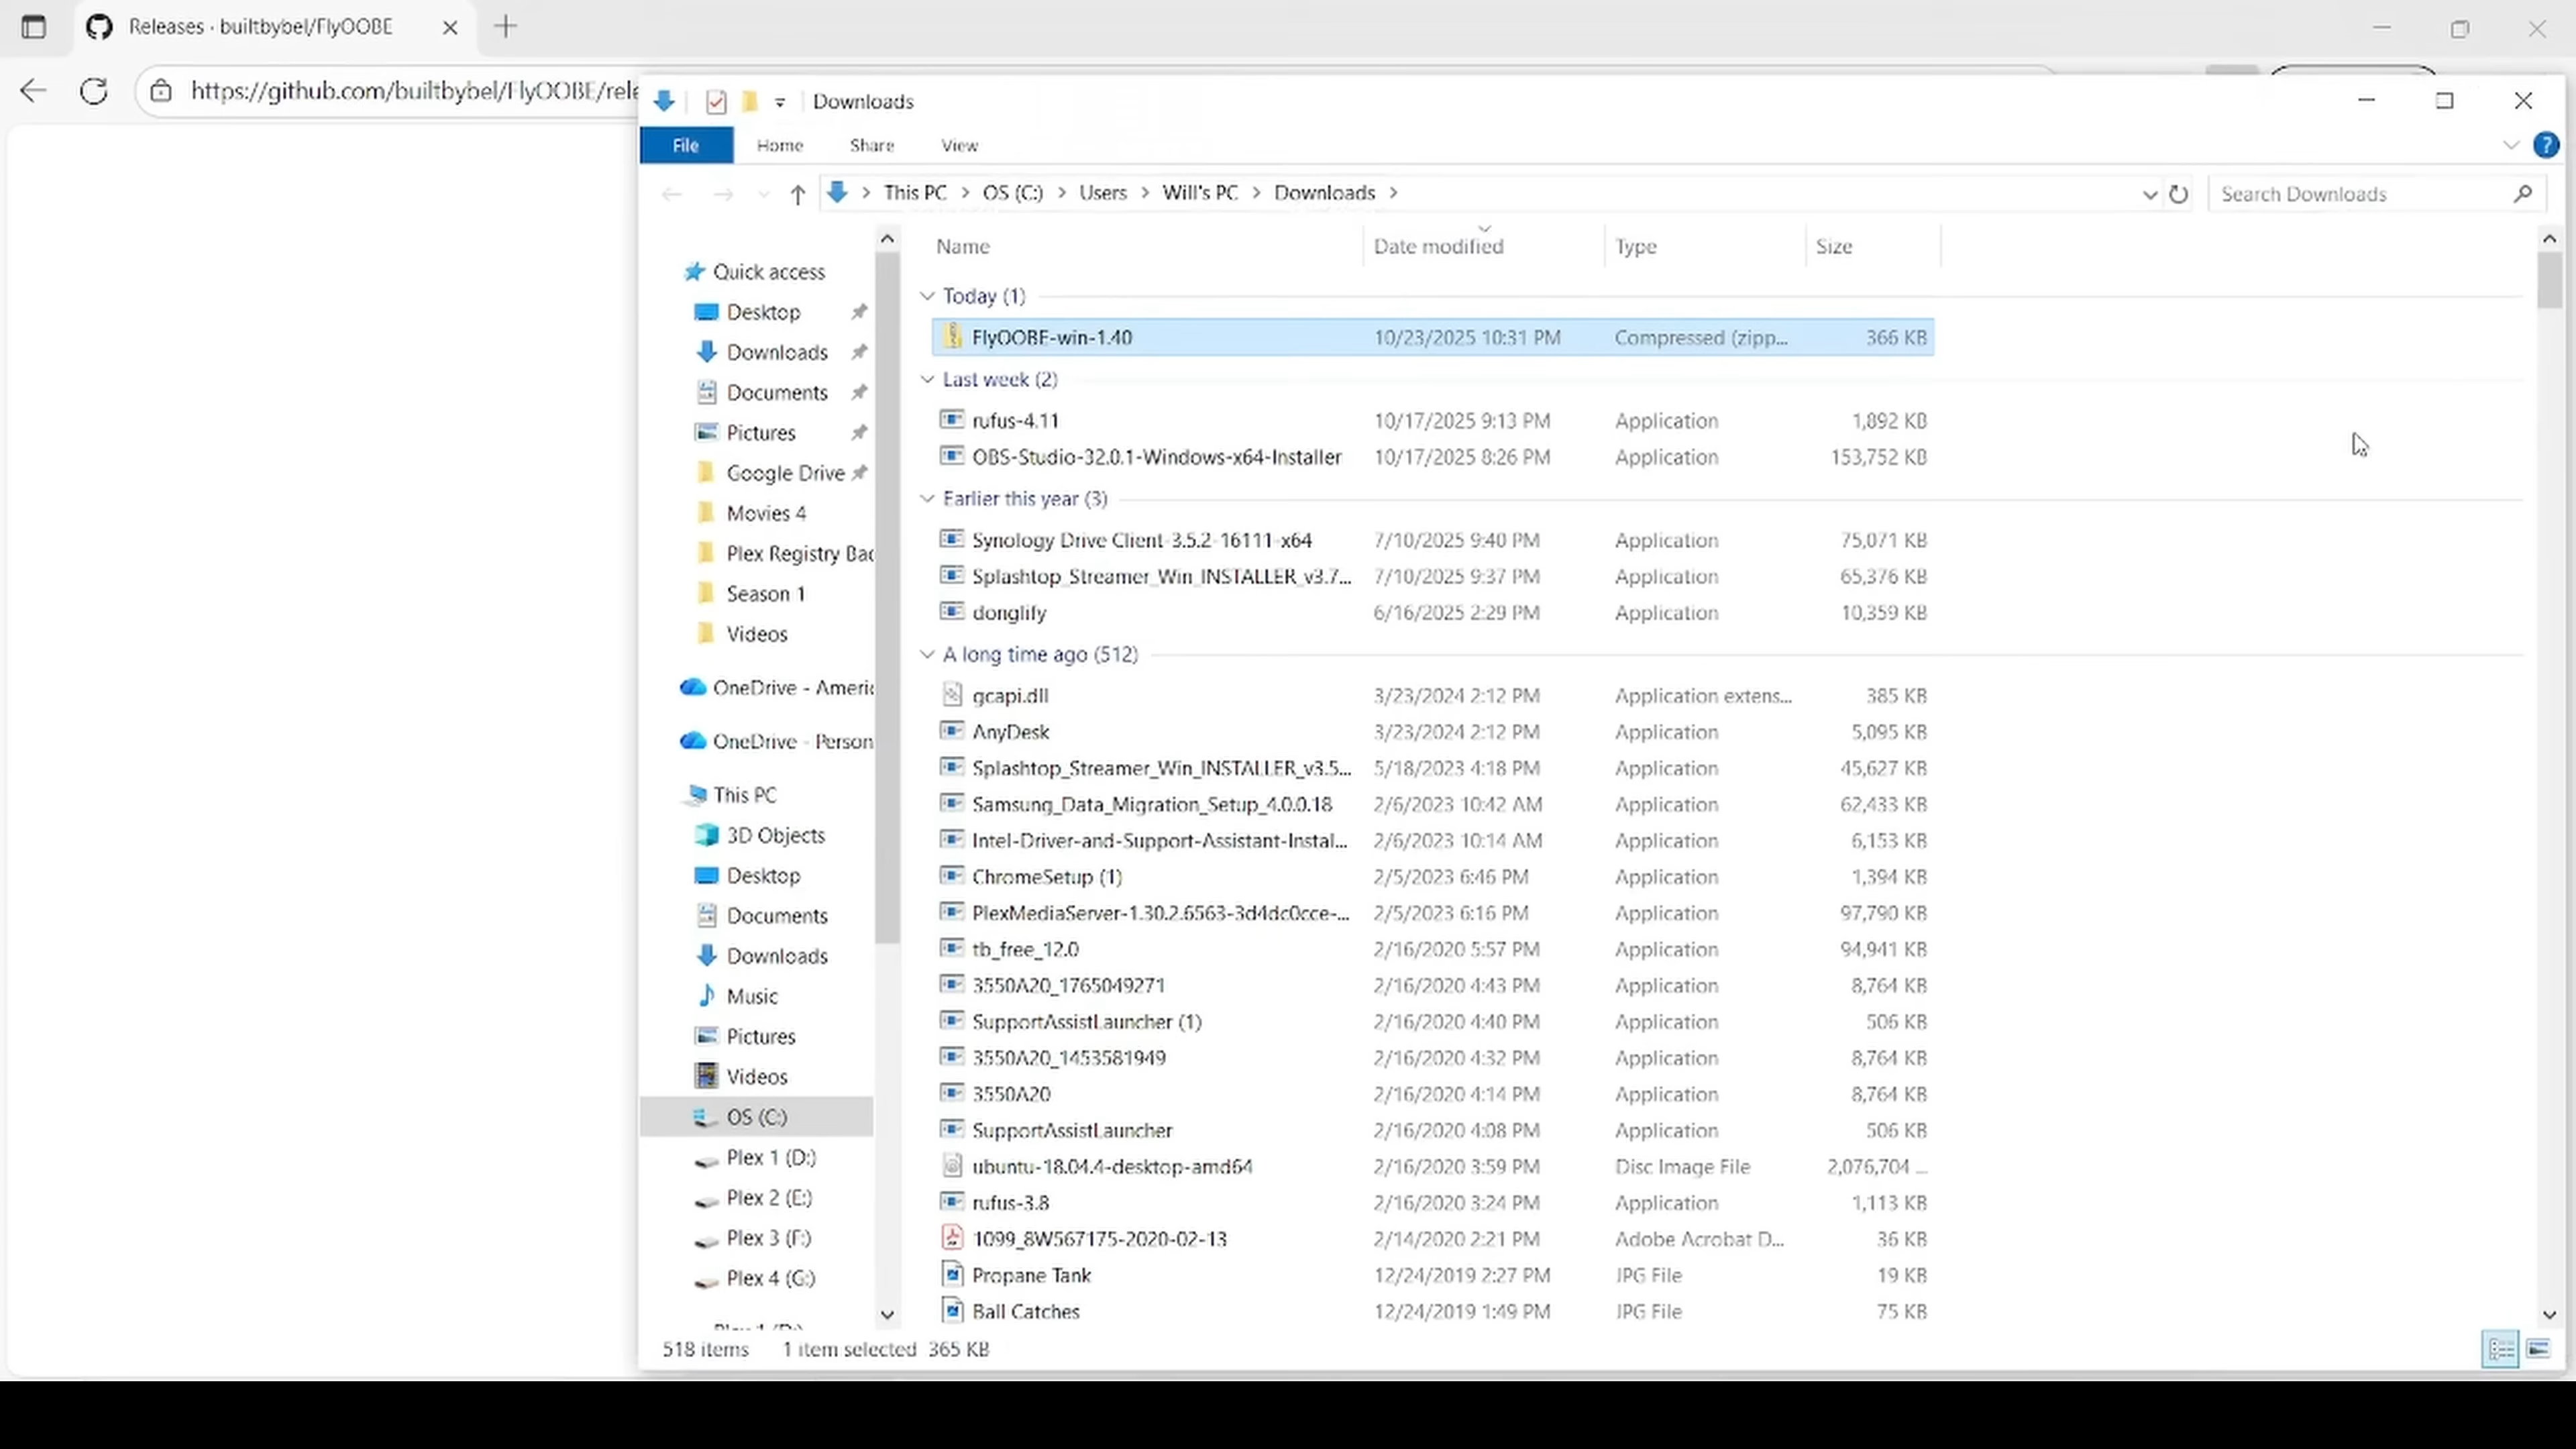 Releases · builtbybel/FlyOOBE
https://github.com/builtbybel/FlyOOBE/rele
Downloads
File Home Share View
This PC > OS (C:) > Users > Will's PC > Downloads >
Search Downloads
Name Date modified Type Size
Quick access
Desktop
Downloads
Documents
Pictures
Google Drive
Movies 4
Plex Registry Bac
Season 1
Videos
OneDrive - Ameri
OneDrive - Person
This PC
3D Objects
Desktop
Documents
Downloads
Music
Pictures
Videos
OS (C:)
Plex 1 (D:)
Plex 2 (E:)
Plex 3 (F:)
Plex 4 (G:)
Today (1)
FlyOOBE-win-1.40 10/23/2025 10:31 PM Compressed (zipp... 366 KB
Last week (2)
rufus-4.11 10/17/2025 9:13 PM Application 1,892 KB
OBS-Studio-32.0.1-Windows-x64-Installer 10/17/2025 8:26 PM Application 153,752 KB
Earlier this year (3)
Synology Drive Client-3.5.2-16111-x64 7/10/2025 9:40 PM Application 75,071 KB
Splashtop_Streamer_Win_INSTALLER_v3.7... 7/10/2025 9:37 PM Application 65,376 KB
donglify 6/16/2025 2:29 PM Application 10,359 KB
A long time ago (512)
gcapi.dll 3/23/2024 2:12 PM Application extens... 385 KB
AnyDesk 3/23/2024 2:12 PM Application 5,095 KB
Splashtop_Streamer_Win_INSTALLER_v3.5... 5/18/2023 4:18 PM Application 45,627 KB
Samsung_Data_Migration_Setup_4.0.0.18 2/6/2023 10:42 AM Application 62,433 KB
Intel-Driver-and-Support-Assistant-Instal... 2/6/2023 10:14 AM Application 6,153 KB
ChromeSetup (1) 2/5/2023 6:46 PM Application 1,394 KB
PlexMediaServer-1.30.2.6563-3d4dc0cce-... 2/5/2023 6:16 PM Application 97,790 KB
tb_free_12.0 2/16/2020 5:57 PM Application 94,941 KB
3550A20_1765049271 2/16/2020 4:43 PM Application 8,764 KB
SupportAssistLauncher (1) 2/16/2020 4:40 PM Application 506 KB
3550A20_1453581949 2/16/2020 4:32 PM Application 8,764 KB
3550A20 2/16/2020 4:14 PM Application 8,764 KB
SupportAssistLauncher 2/16/2020 4:08 PM Application 506 KB
ubuntu-18.04.4-desktop-amd64 2/16/2020 3:59 PM Disc Image File 2,076,704 ...
rufus-3.8 2/16/2020 3:24 PM Application 1,113 KB
1099_8W567175-2020-02-13 2/14/2020 2:21 PM Adobe Acrobat D... 36 KB
Propane Tank 12/24/2019 2:27 PM JPG File 19 KB
Ball Catches 12/24/2019 1:49 PM JPG File 75 KB
518 items 1 item selected 365 KB